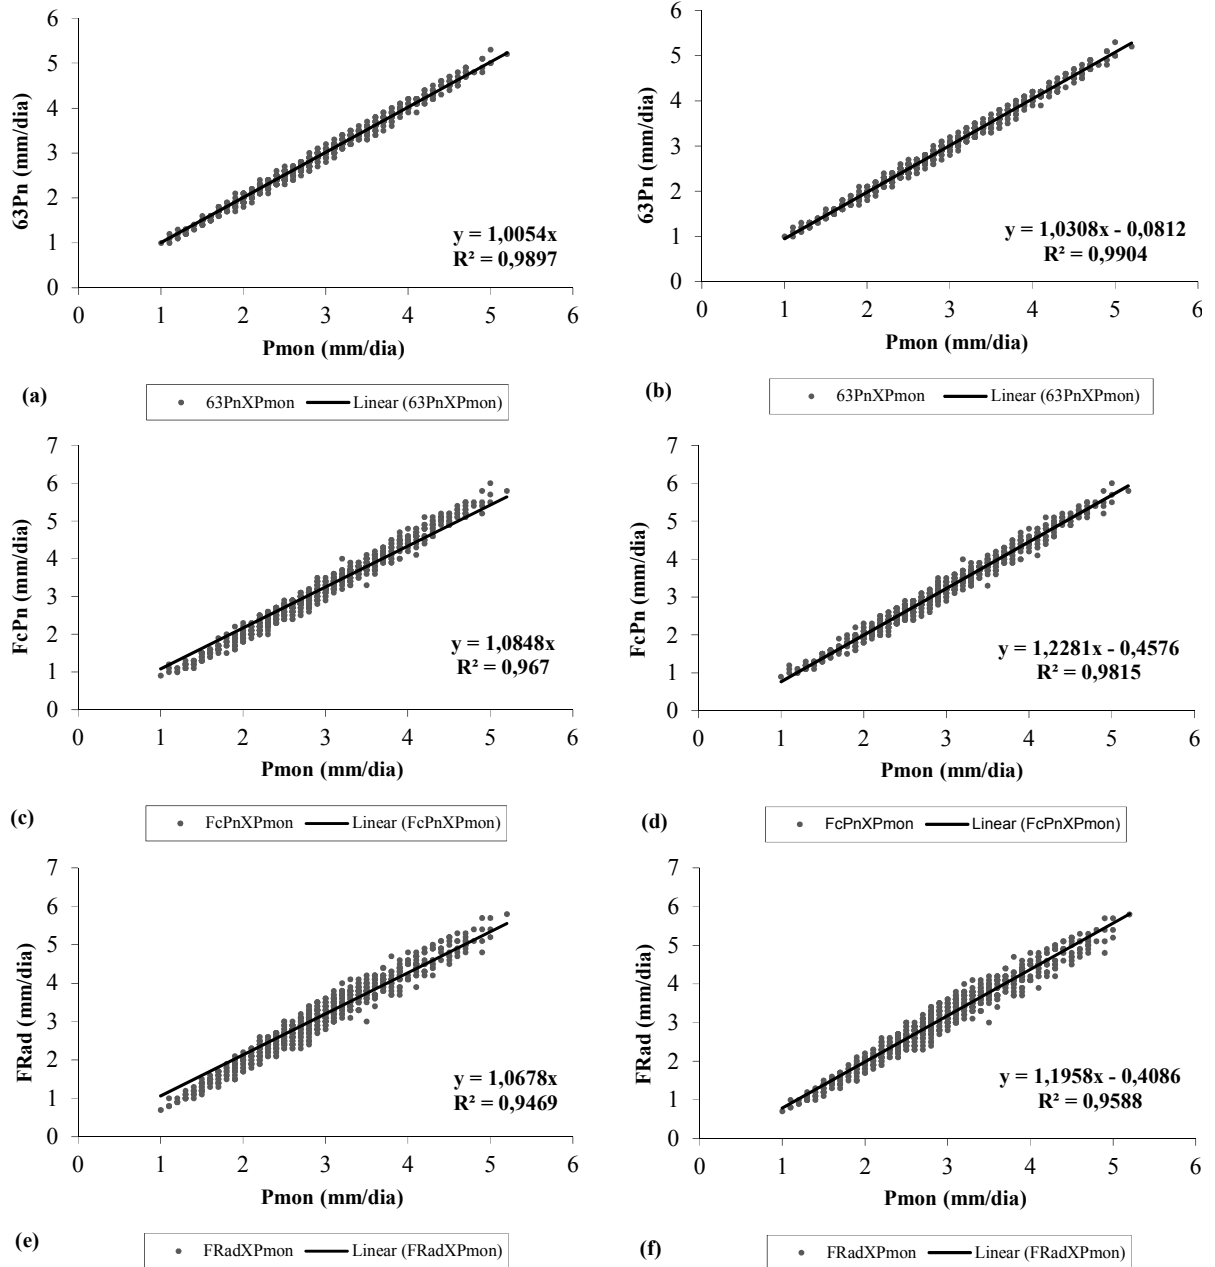 6
5
4
3
2
1
0
63Pn (mm/dia)
y = 1,0054x
R² = 0,9897
0 1 2 3 4 5 6
Pmon (mm/dia)
(a)
63PnXPmon Linear (63PnXPmon)
6
5
4
3
2
1
0
63Pn (mm/dia)
y = 1,0308x - 0,0812
R² = 0,9904
0 1 2 3 4 5 6
Pmon (mm/dia)
(b)
63PnXPmon Linear (63PnXPmon)
7
6
5
4
3
2
1
0
FcPn (mm/dia)
y = 1,0848x
R² = 0,967
0 1 2 3 4 5 6
Pmon (mm/dia)
(c)
FcPnXPmon Linear (FcPnXPmon)
7
6
5
4
3
2
1
0
FcPn (mm/dia)
y = 1,2281x - 0,4576
R² = 0,9815
0 1 2 3 4 5 6
Pmon (mm/dia)
(d)
FcPnXPmon Linear (FcPnXPmon)
7
6
5
4
3
2
1
0
FRad (mm/dia)
y = 1,0678x
R² = 0,9469
0 1 2 3 4 5 6
Pmon (mm/dia)
(e)
FRadXPmon Linear (FRadXPmon)
7
6
5
4
3
2
1
0
FRad (mm/dia)
y = 1,1958x - 0,4086
R² = 0,9588
0 1 2 3 4 5 6
Pmon (mm/dia)
(f)
FRadXPmon Linear (FRadXPmon)